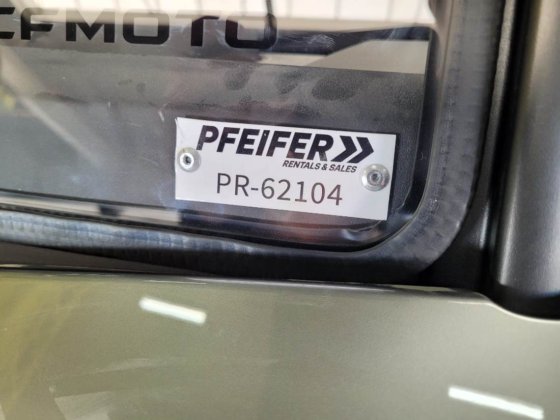 CFMOTO
PFEIFER
RENTALS & SALES
PR-62104